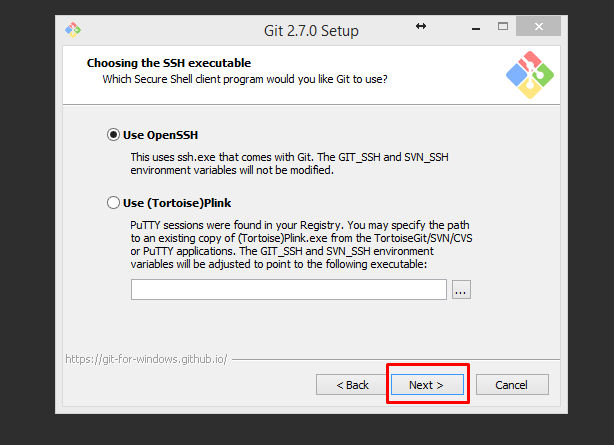 Git 2.7.0 Setup
Choosing the SSH executable
Which Secure Shell client program would you like Git to use?
Use OpenSSH
This uses ssh.exe that comes with Git. The GIT_SSH and SVN_SSH
environment variables will not be modified.
Use (Tortoise)Plink
PuTTY sessions were found in your Registry. You may specify the path
to an existing copy of (Tortoise)Plink.exe from the TortoiseGit/SVN/CVS
or PuTTY applications. The GIT_SSH and SVN_SSH environment
variables will be adjusted to point to the following executable:
...
https://git-for-windows.github.io/
< Back Next > Cancel